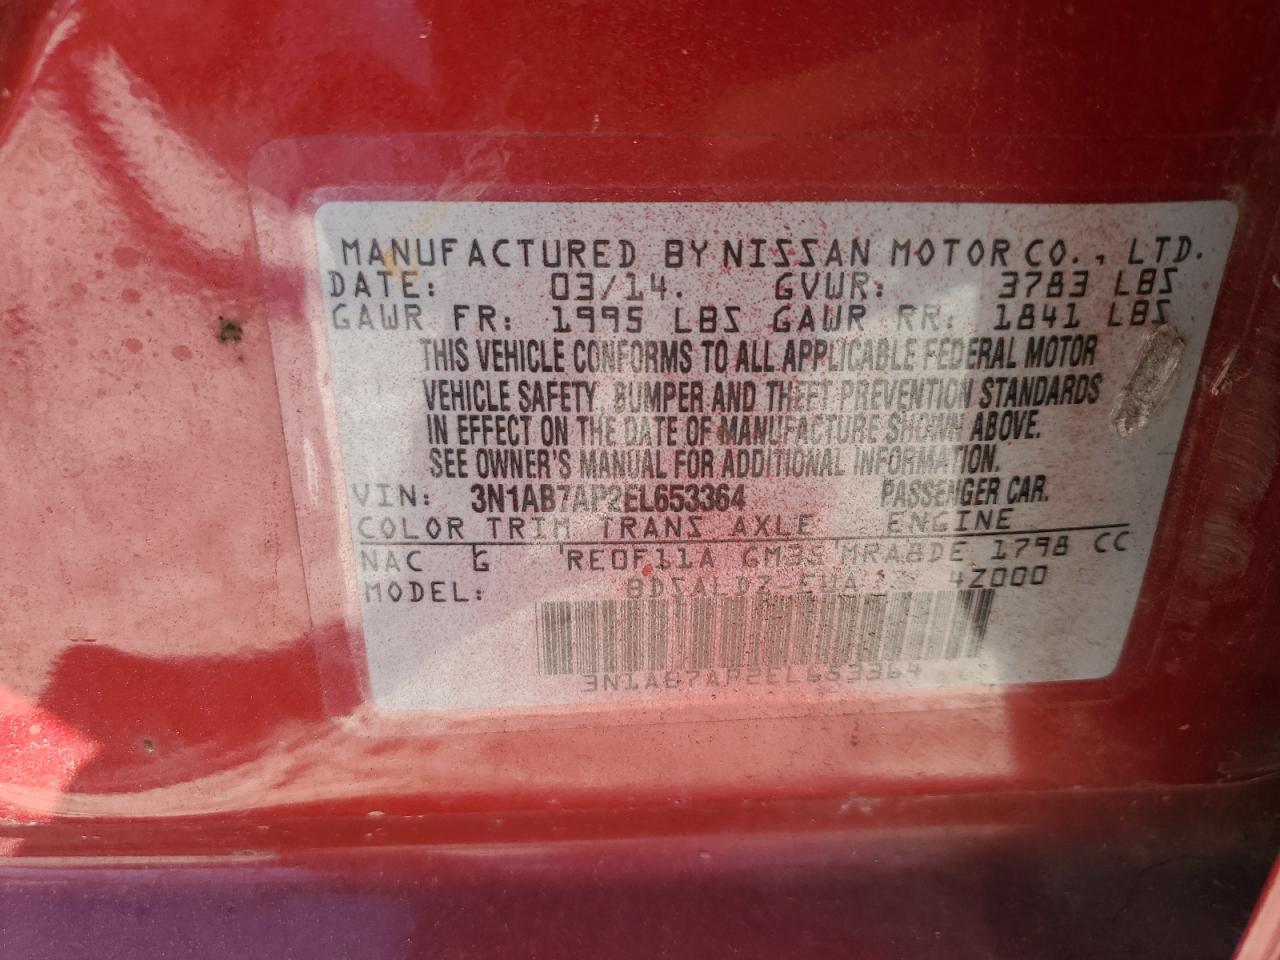 MANUFACTURED BY NISSAN MOTOR CO., LTD.
DATE: 03/14. GVWR: 3783 LBS
GAWR FR: 1995 LBS GAWR RR: 1841 LBS
THIS VEHICLE CONFORMS TO ALL APPLICABLE FEDERAL MOTOR
VEHICLE SAFETY, BUMPER AND THEFT PREVENTION STANDARDS
IN EFFECT ON THE DATE OF MANUFACTURE SHOWN ABOVE.
SEE OWNER'S MANUAL FOR ADDITIONAL INFORMATION.
VIN: 3N1AB7AP2EL653364 PASSENGER CAR.
COLOR TRIM TRANS AXLE ENGINE
NAC G RE0F11A GM35 MRA8DE 1798 CC
MODEL: 4Z000
3N1AB7AP2EL653364